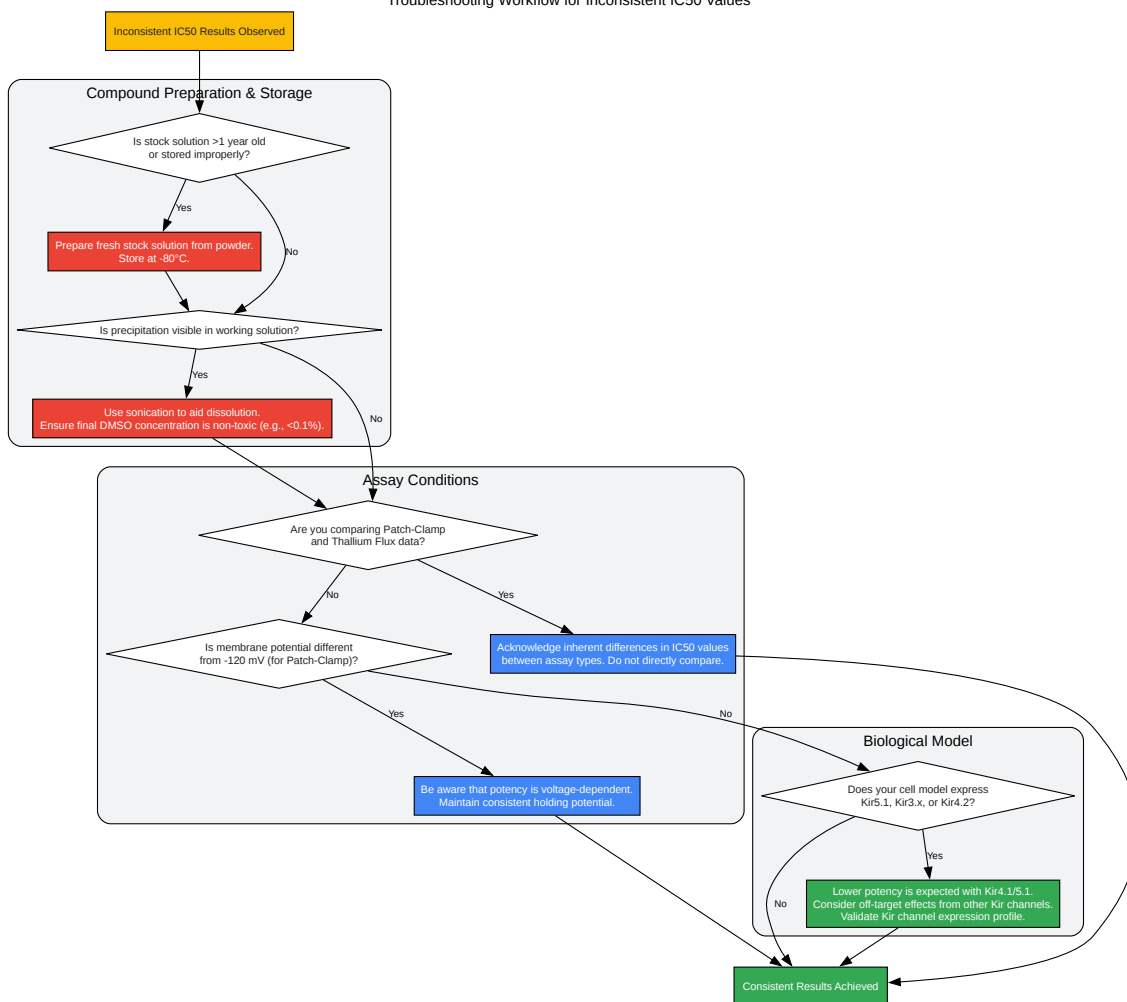 Troubleshooting Workflow for Inconsistent IC50 Values
Inconsistent IC50 Results Observed
Compound Preparation & Storage
Is stock solution >1 year old
or stored improperly?
Yes
No
Prepare fresh stock solution from powder.
Store at -80°C.
Is precipitation visible in working solution?
Yes
No
Use sonication to aid dissolution.
Ensure final DMSO concentration is non-toxic (e.g., <0.1%).
Assay Conditions
Are you comparing Patch-Clamp
and Thallium Flux data?
No
Yes
Is membrane potential different
from -120 mV (for Patch-Clamp)?
Acknowledge inherent differences in IC50 values
between assay types. Do not directly compare.
Yes
No
Be aware that potency is voltage-dependent.
Maintain consistent holding potential.
Biological Model
Does your cell model express
Kir5.1, Kir3.x, or Kir4.2?
Yes
No
Lower potency is expected with Kir4.1/5.1.
Consider off-target effects from other Kir channels.
Validate Kir channel expression profile.
Consistent Results Achieved